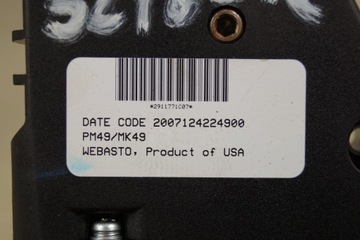 *2911771C07*
DATE CODE 2007124224900
PM49/MK49
WEBASTO, Product of USA